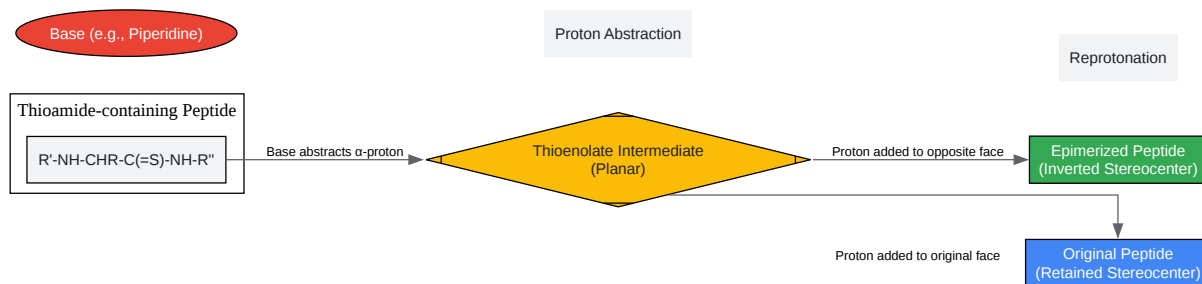 Base (e.g., Piperidine)
Proton Abstraction
Reprotonation
Thioamide-containing Peptide
R'-NH-CHR-C(=S)-NH-R"
Base abstracts α-proton
Thioenolate Intermediate
(Planar)
Proton added to opposite face
Epimerized Peptide
(Inverted Stereocenter)
Proton added to original face
Original Peptide
(Retained Stereocenter)